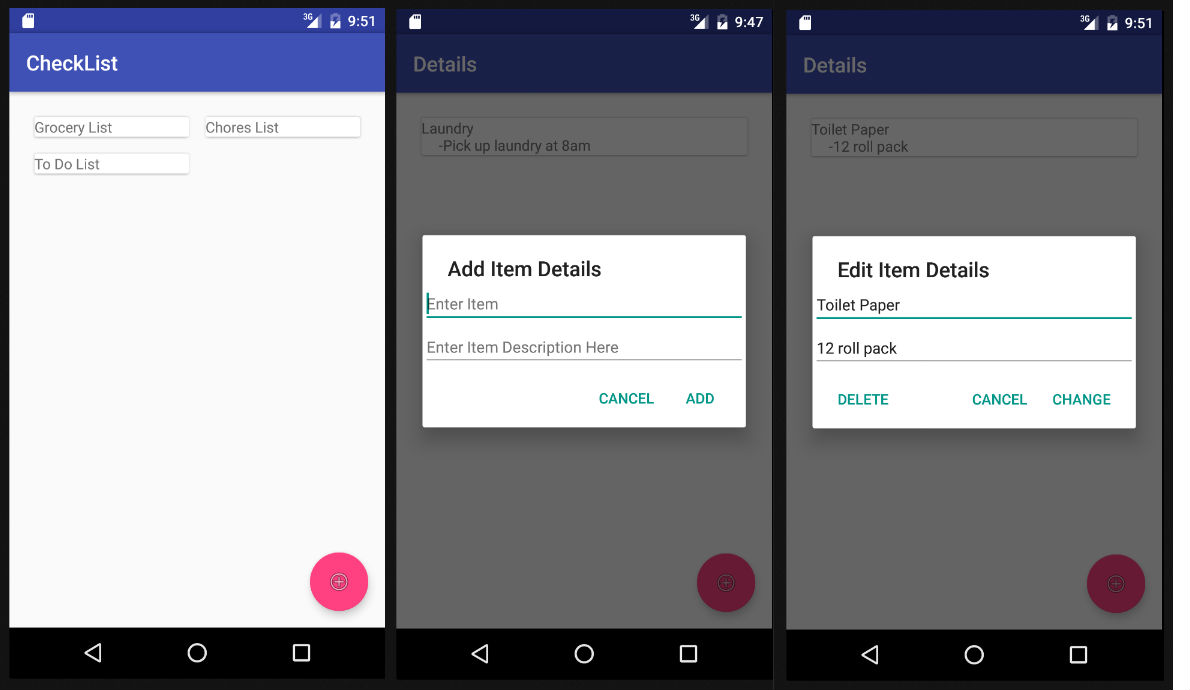 3G 9:51
CheckList
Grocery List Chores List
To Do List
3G 9:47
Details
Laundry
-Pick up laundry at 8am
Add Item Details
Enter Item
Enter Item Description Here
CANCEL ADD
3G 9:51
Details
Toilet Paper
-12 roll pack
Edit Item Details
Toilet Paper
12 roll pack
DELETE CANCEL CHANGE